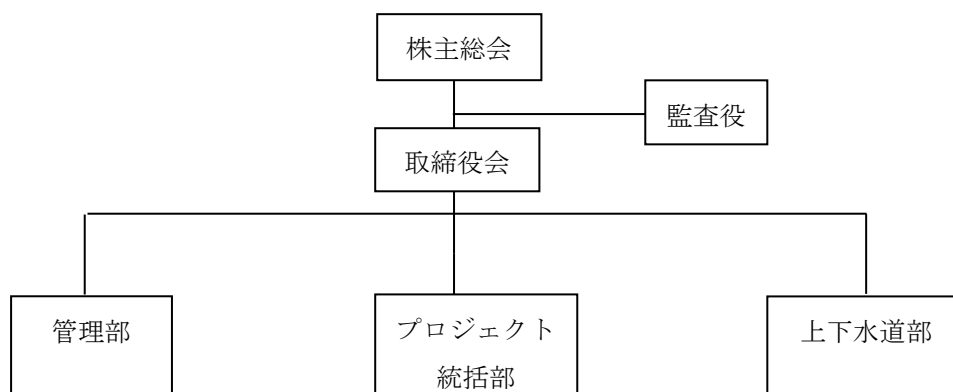 株主総会
監査役
取締役会
管理部
プロジェクト
統括部
上下水道部